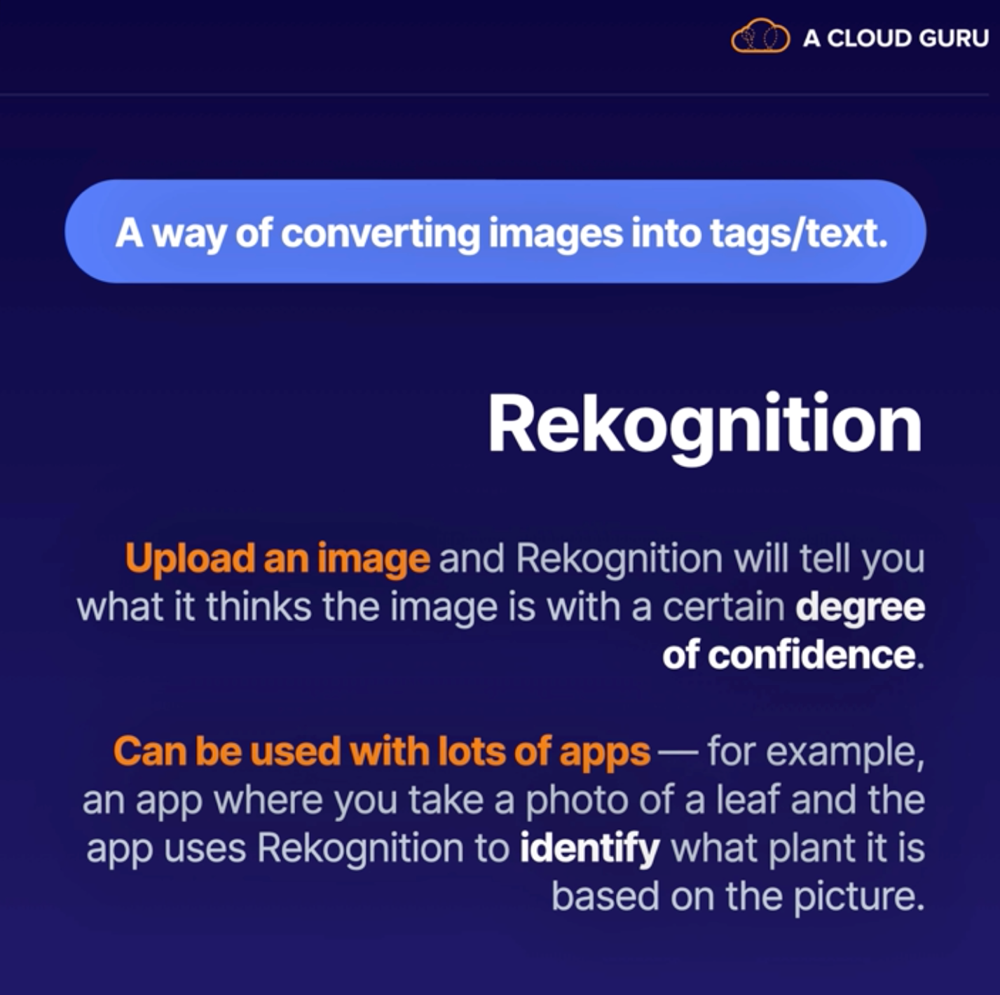 A CLOUD GURU
A way of converting images into tags/text.
Rekognition
Upload an image and Rekognition will tell you
what it thinks the image is with a certain degree
of confidence.
Can be used with lots of apps — for example,
an app where you take a photo of a leaf and the
app uses Rekognition to identify what plant it is
based on the picture.